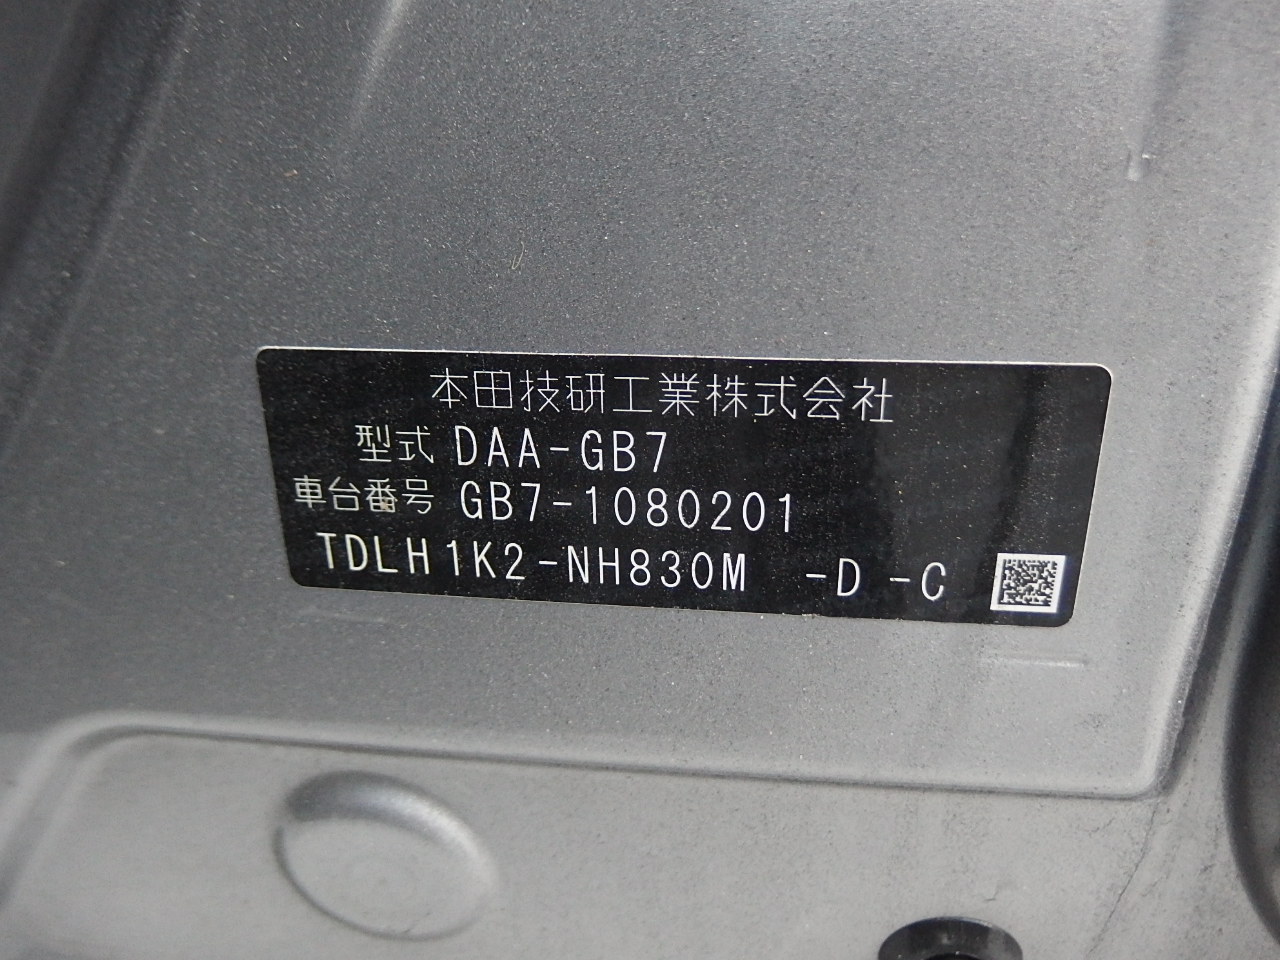 本田技研工業株式会社
型式 DAA-GB7
車台番号 GB7-1080201
TDLH1K2-NH830M -D -C